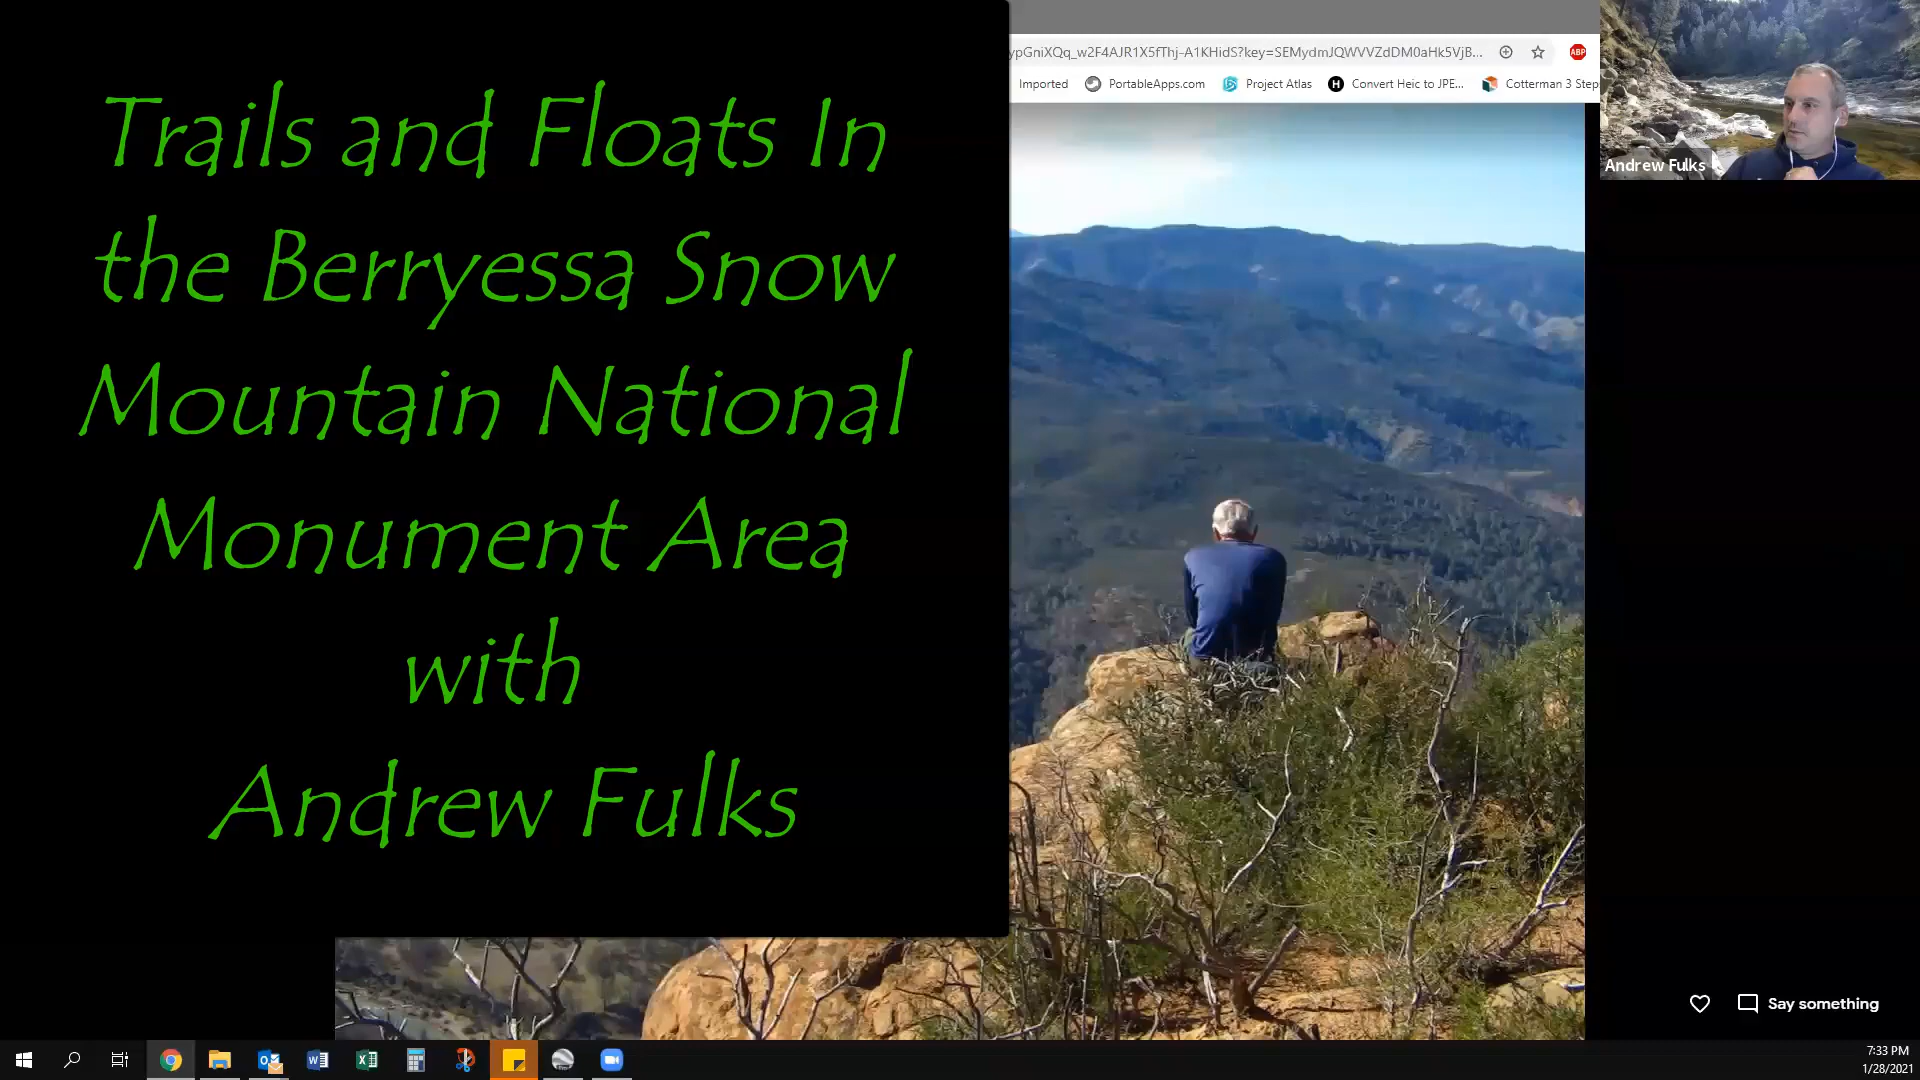 Trails and Floats In
the Berryessa Snow
Mountain National
Monument Area
with
Andrew Fulks
ypGniXQq_w2F4AJR1X5fThj-A1KHidS?key=SEMydmJQWVVZdDM0aHk5VjB...
ABP
Imported
PortableApps.com
Project Atlas
H
Convert Heic to JPE...
Cotterman 3 Step
Andrew Fulks
Say something
7:33 PM
1/28/2021